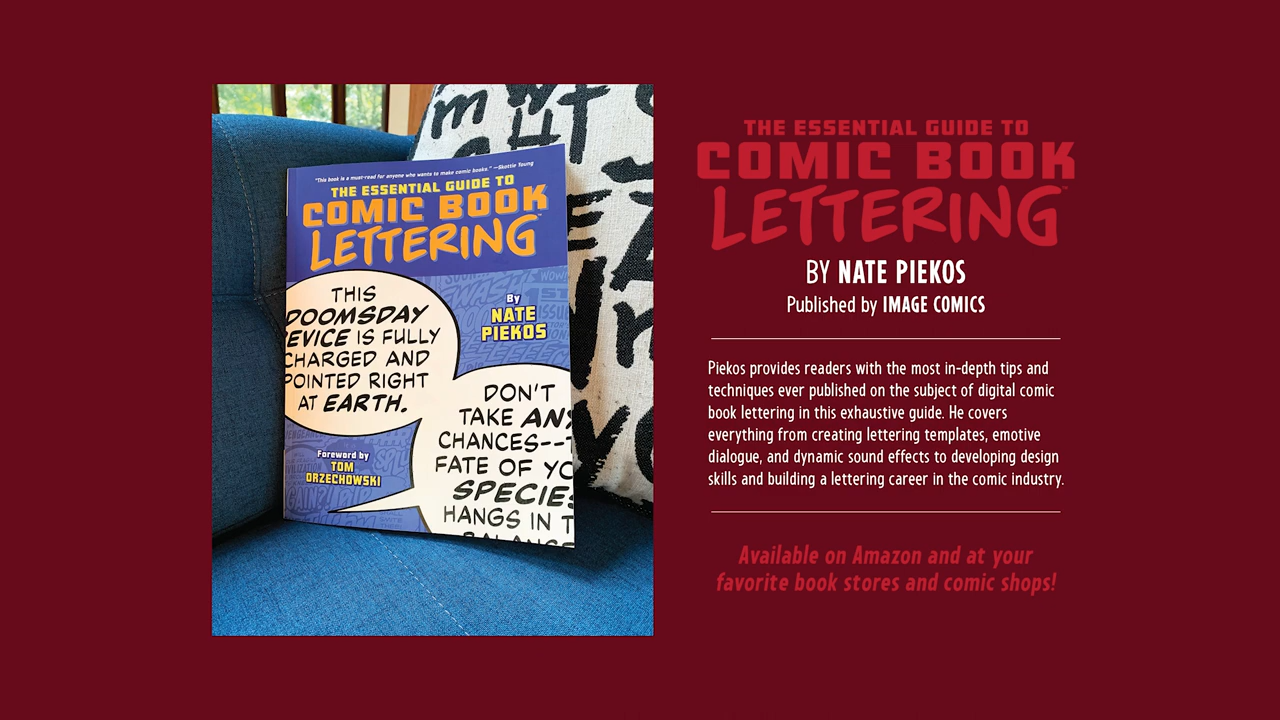 "This book is a must-read for anyone who wants to make comic books." —Skottie Young
THE ESSENTIAL GUIDE TO
COMIC BOOK
LETTERING™
THIS
DOOMSDAY
EVICE IS FULLY
CHARGED AND
POINTED RIGHT
AT EARTH.
By
NATE
PIEKOS
DON'T
TAKE ANY
CHANCES--T
FATE OF YO
SPECIES
HANGS IN T
BALANCE
Foreword by
TOM
ORZECHOWSKI
THE ESSENTIAL GUIDE TO
COMIC BOOK
LETTERING™
BY NATE PIEKOS
Published by IMAGE COMICS
Piekos provides readers with the most in-depth tips and
techniques ever published on the subject of digital comic
book lettering in this exhaustive guide. He covers
everything from creating lettering templates, emotive
dialogue, and dynamic sound effects to developing design
skills and building a lettering career in the comic industry.
Available on Amazon and at your
favorite book stores and comic shops!